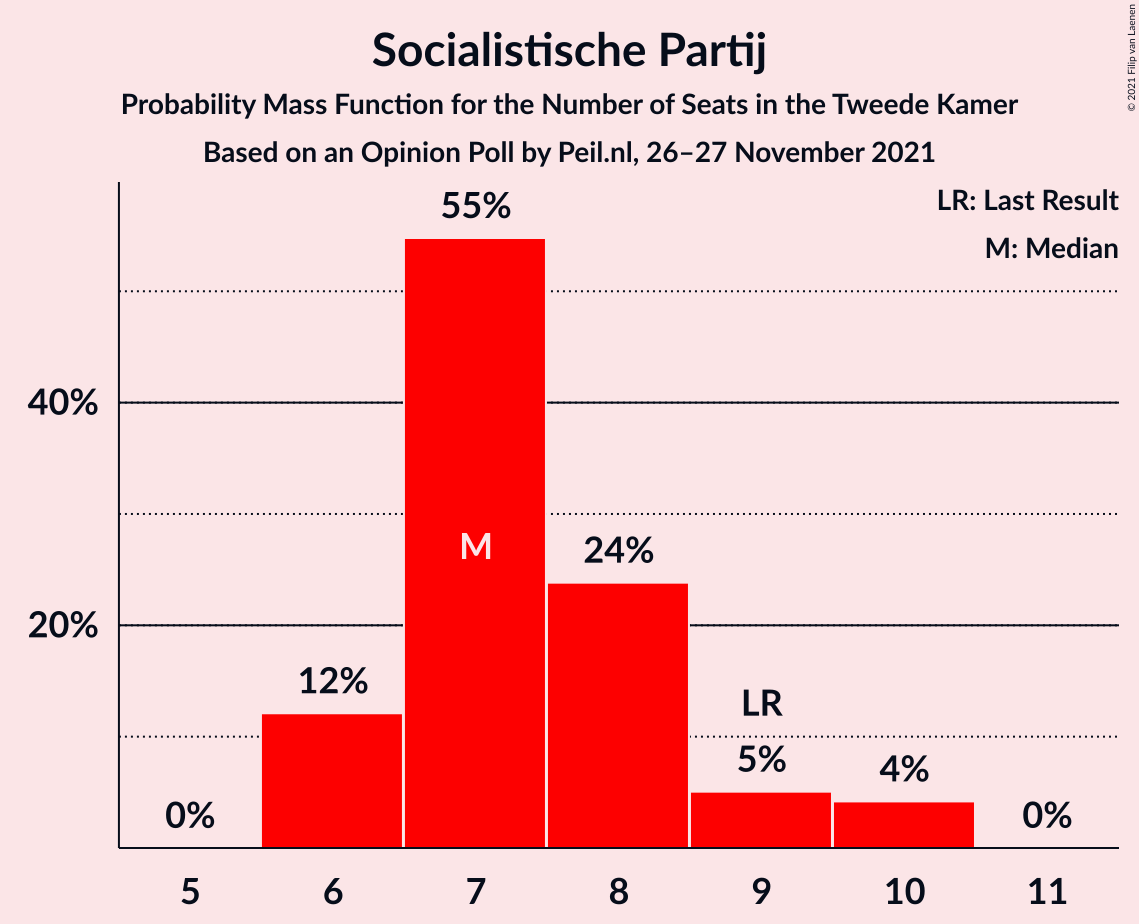 Socialistische Partij
Probability Mass Function for the Number of Seats in the Tweede Kamer
Based on an Opinion Poll by Peil.nl, 26–27 November 2021
© 2021 Filip van Laenen
LR: Last Result
M: Median
55%
40%
M
24%
20%
12%
LR
5%
4%
0%
0%
5 6 7 8 9 10 11